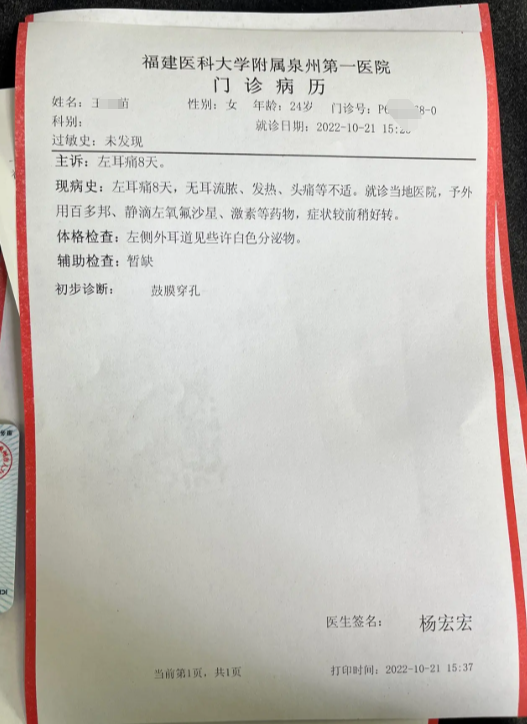 福建医科大学附属泉州第一医院
门诊病历
姓名：王 苗 性别：女 年龄：24岁 门诊号：P 8-0
科别： 就诊日期：2022-10-21 15:2
过敏史：未发现
主诉：左耳痛8天。
现病史：左耳痛8天，无耳流脓、发热、头痛等不适。就诊当地医院，予外
用百多邦、静滴左氧氟沙星、激素等药物，症状较前稍好转。
体格检查：左侧外耳道见些许白色分泌物。
辅助检查：暂缺
初步诊断： 鼓膜穿孔
医生签名： 杨宏宏
当前第1页，共1页 打印时间：2022-10-21 15:37